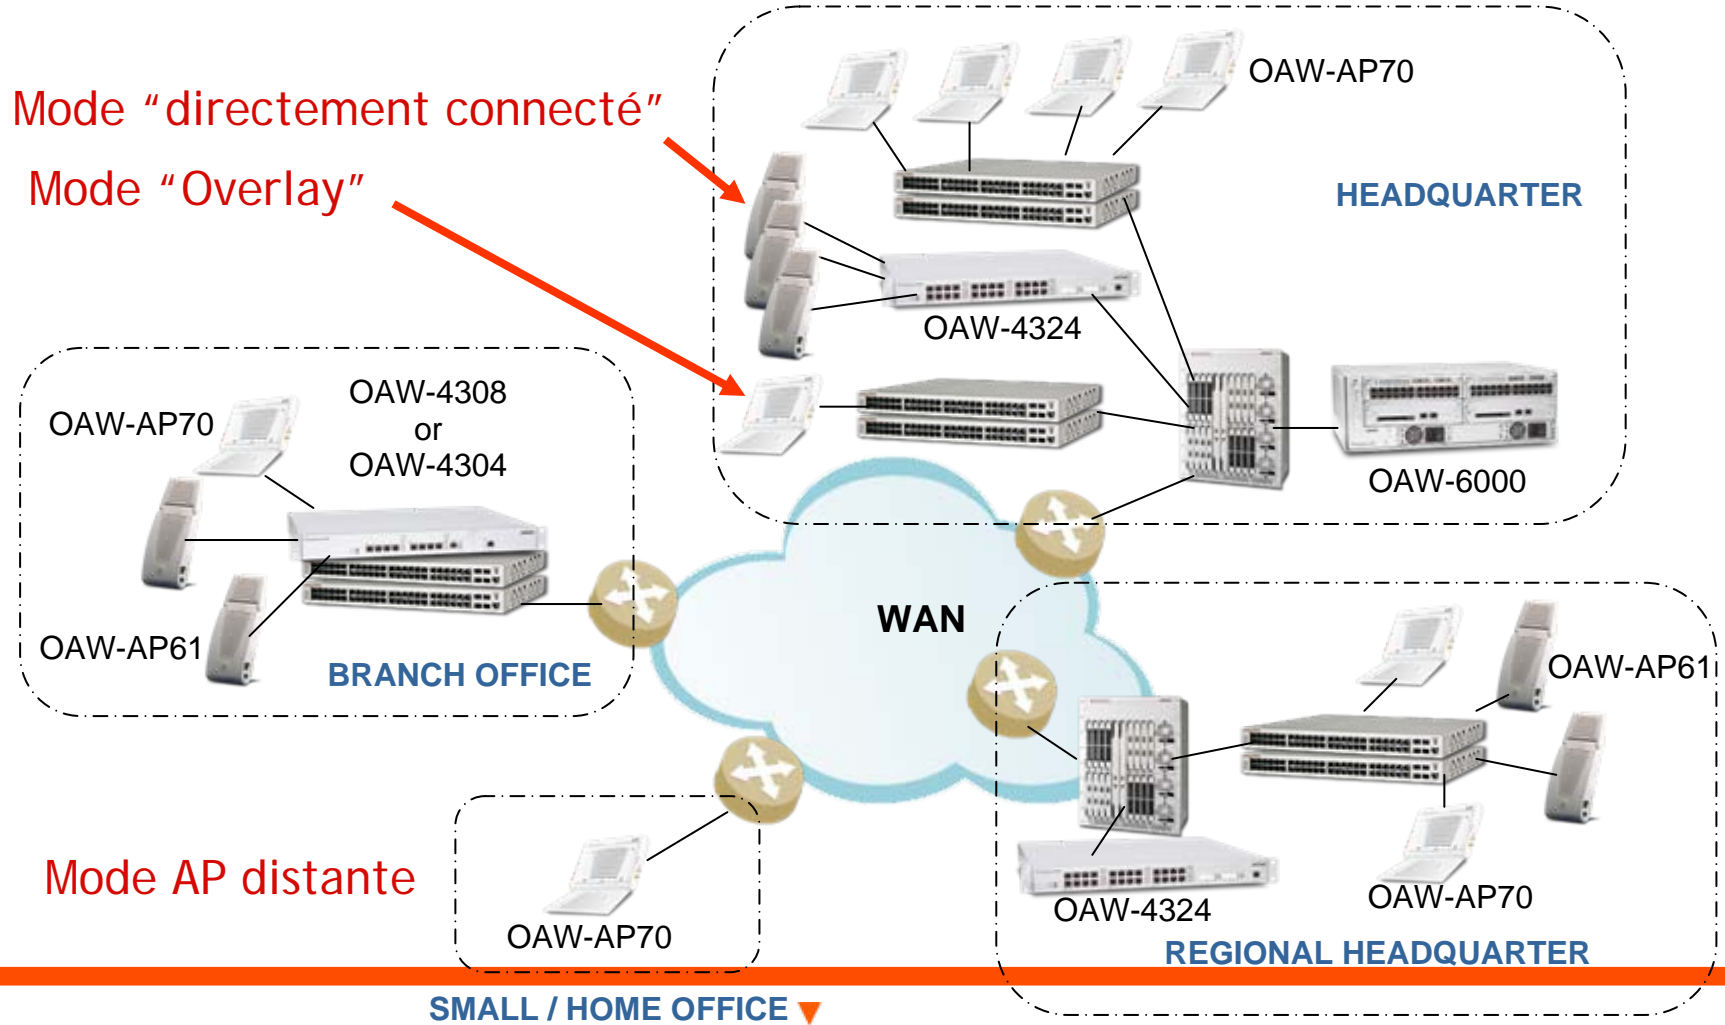 OAW-AP70
Mode “directement connecté”
Mode “Overlay”
HEADQUARTER
OAW-4324
OAW-6000
OAW-4308
or
OAW-4304
OAW-AP70
OAW-AP61
BRANCH OFFICE
WAN
OAW-AP61
OAW-AP70
OAW-4324
REGIONAL HEADQUARTER
Mode AP distante
OAW-AP70
SMALL / HOME OFFICE